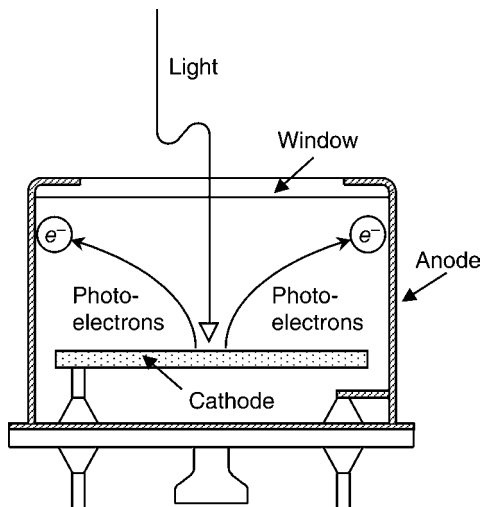 Light
Window
e⁻
e⁻
Anode
Photo-
electrons
Photo-
electrons
Cathode